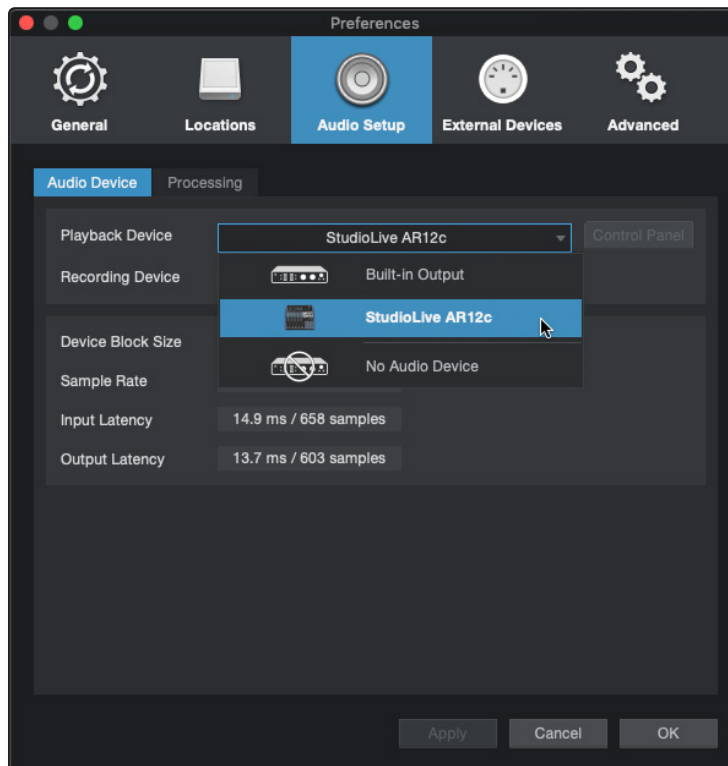 Preferences
General Locations Audio Setup External Devices Advanced
Audio Device Processing
Playback Device StudioLive AR12c Control Panel
Recording Device Built-in Output
StudioLive AR12c
Device Block Size
No Audio Device
Sample Rate
Input Latency 14.9 ms / 658 samples
Output Latency 13.7 ms / 603 samples
Apply Cancel OK